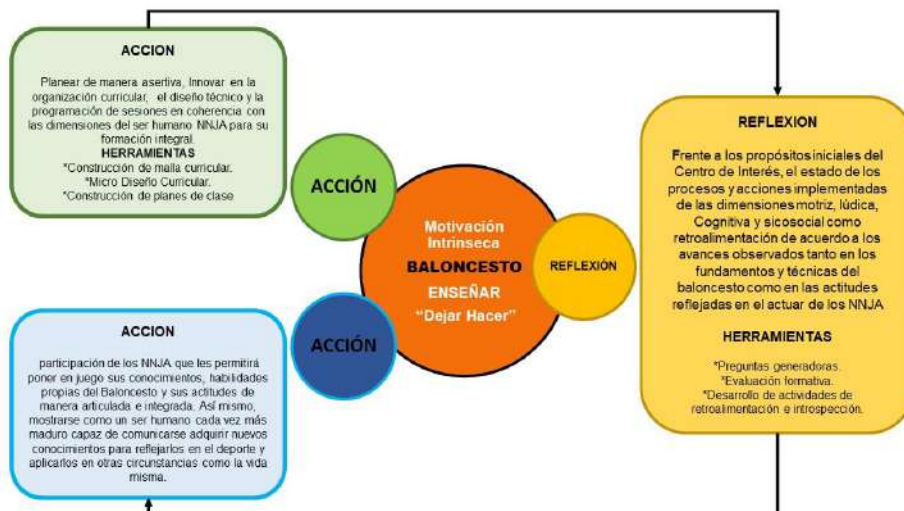 ACCION
Planear de manera asertiva, Innovar en la
organización curricular, el diseño técnico y la
programación de sesiones en coherencia con
las dimensiones del ser humano NNJA para su
formación integral.
HERRAMIENTAS
*Construcción de malla curricular.
*Micro Diseño Curricular.
*Construcción de planes de clase
ACCIÓN
Motivación
Intrinseca
BALONCESTO
ENSEÑAR
“Dejar Hacer”
REFLEXIÓN
ACCIÓN
REFLEXION
Frente a los propósitos iniciales del
Centro de Interés, el estado de los
procesos y acciones implementadas
de las dimensiones motriz, lúdica,
Cognitiva y sicosocial como
retroalimentación de acuerdo a los
avances observados tanto en los
fundamentos y técnicas del
baloncesto como en las actitudes
reflejadas en el actuar de los NNJA
HERRAMIENTAS
*Preguntas generadoras.
*Evaluación formativa.
*Desarrollo de actividades de
retroalimentación e introspección.
ACCION
participación de los NNJA que les permitirá
poner en juego sus conocimientos, habilidades
propias del Baloncesto y sus actitudes de
manera articulada e integrada. Así mismo,
mostrarse como un ser humano cada vez más
maduro capaz de comunicarse adquirir nuevos
conocimientos para reflejarlos en el deporte y
aplicarlos en otras circunstancias como la vida
misma.